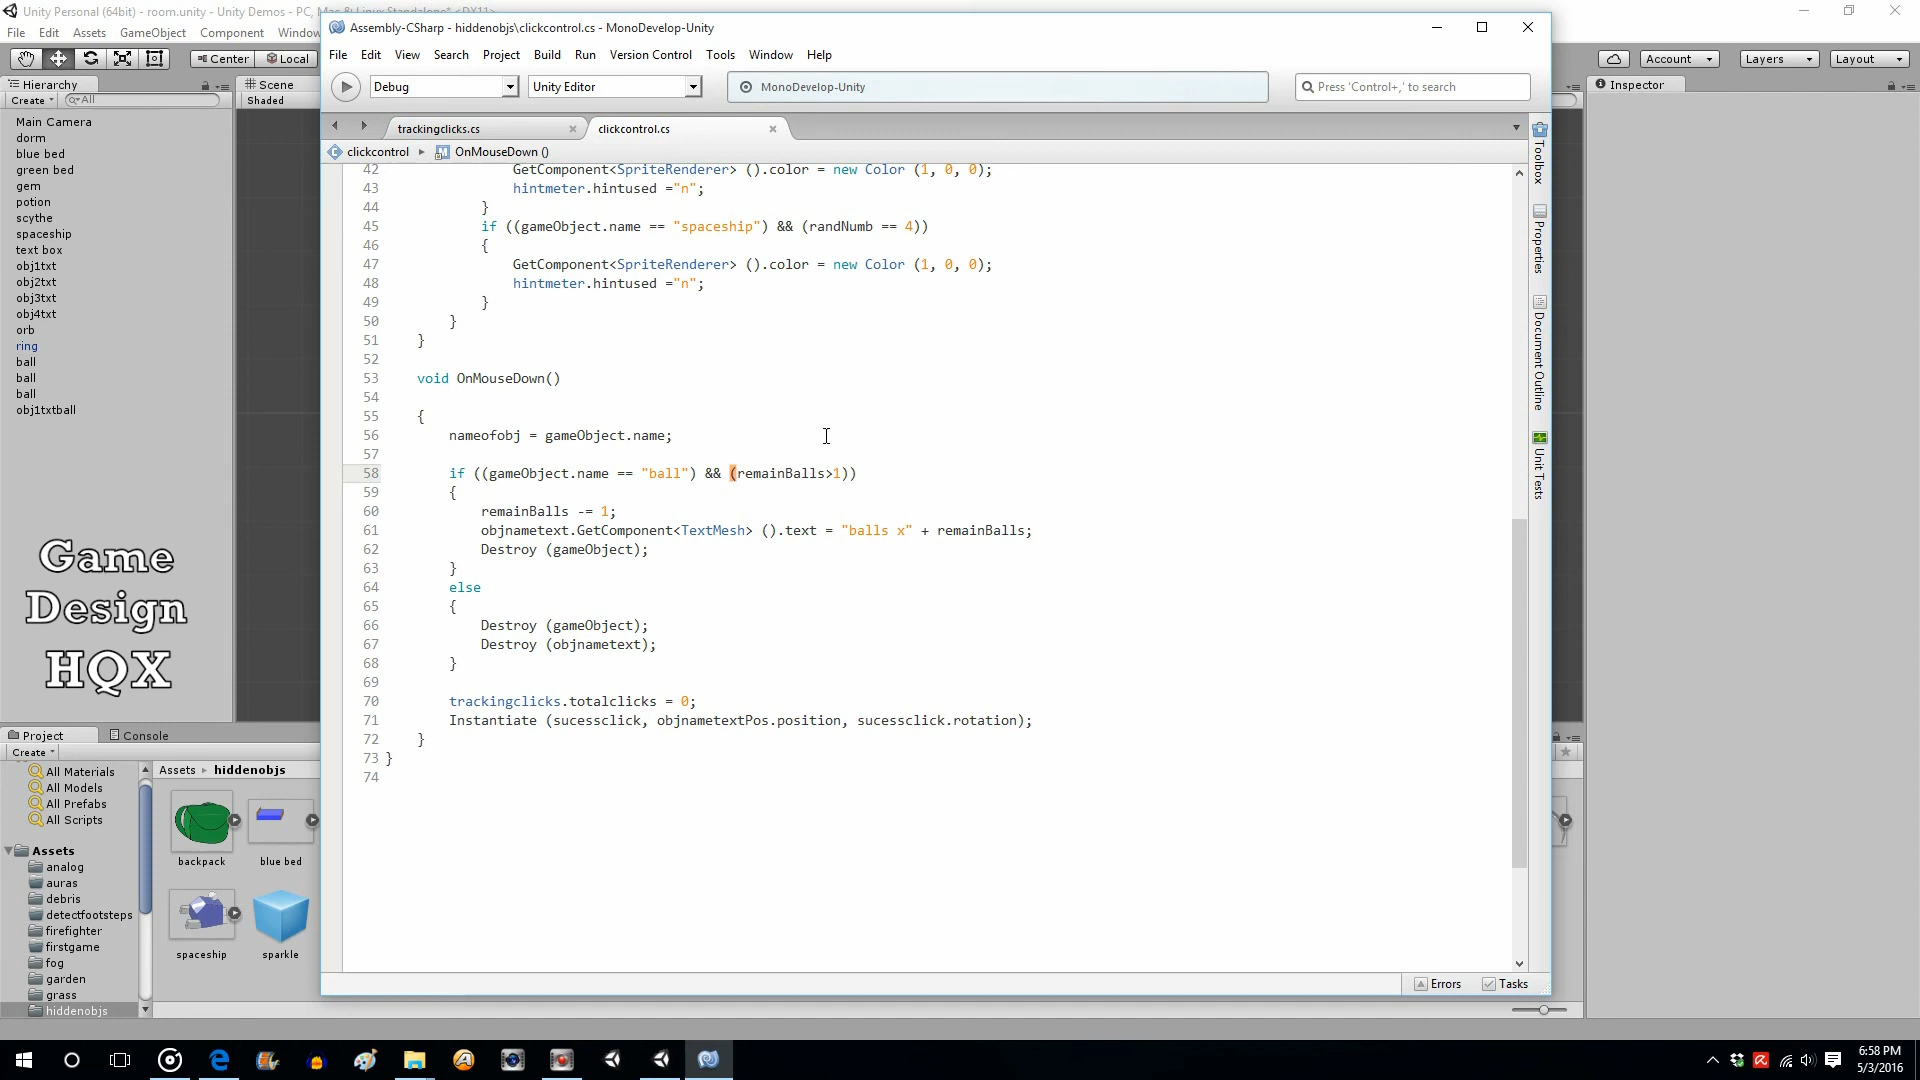 Unity Personal (64bit) - room.unity - Unity Demos - PC, Mac & Linux Standalone* <DX11>
File Edit Assets GameObject Component Window
Center Local
Account Layers Layout
Hierarchy
Create All
Main Camera
dorm
blue bed
green bed
gem
potion
scythe
spaceship
text box
obj1txt
obj2txt
obj3txt
obj4txt
orb
ring
ball
ball
ball
obj1txtball
Game
Design
HQX
Scene
Shaded
Inspector
Assembly-CSharp - hiddenobjs\clickcontrol.cs - MonoDevelop-Unity
File Edit View Search Project Build Run Version Control Tools Window Help
Debug Unity Editor MonoDevelop-Unity Press 'Control+,' to search
trackingclicks.cs clickcontrol.cs
clickcontrol OnMouseDown ()
42 GetComponent<SpriteRenderer> ().color = new Color (1, 0, 0);
43 hintmeter.hintused ="n";
44 }
45 if ((gameObject.name == "spaceship") && (randNumb == 4))
46 {
47 GetComponent<SpriteRenderer> ().color = new Color (1, 0, 0);
48 hintmeter.hintused ="n";
49 }
50 }
51 }
52
53 void OnMouseDown()
54
55 {
56 nameofobj = gameObject.name;
57
58 if ((gameObject.name == "ball") && (remainBalls>1))
59 {
60 remainBalls -= 1;
61 objnametext.GetComponent<TextMesh> ().text = "balls x" + remainBalls;
62 Destroy (gameObject);
63 }
64 else
65 {
66 Destroy (gameObject);
67 Destroy (objnametext);
68 }
69
70 trackingclicks.totalclicks = 0;
71 Instantiate (sucessclick, objnametextPos.position, sucessclick.rotation);
72 }
73 }
74
Toolbox
Properties
Document Outline
Unit Tests
Errors Tasks
Project Console
Create
All Materials
All Models
All Prefabs
All Scripts
Assets
analog
auras
debris
detectfootsteps
firefighter
firstgame
fog
garden
grass
hiddenobjs
Assets hiddenobjs
backpack blue bed
spaceship sparkle
6:58 PM
5/3/2016